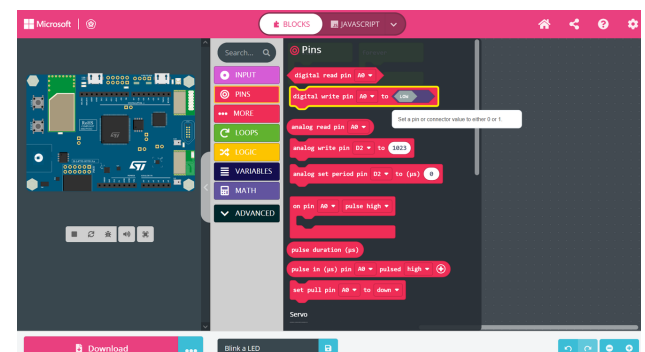 Microsoft
BLOCKS
JAVASCRIPT
Search...
INPUT
PINS
MORE
LOOPS
LOGIC
VARIABLES
MATH
ADVANCED
Pins
digital read pin A0
digital write pin A0 to LOW
Set a pin or connector value to either 0 or 1.
analog read pin A0
analog write pin D2 to 1023
analog set period pin D2 to (μs) 0
on pin A0 pulse high
pulse duration (μs)
pulse in (μs) pin A0 pulsed high
set pull pin A0 to down
Servo
Download
Blink a LED